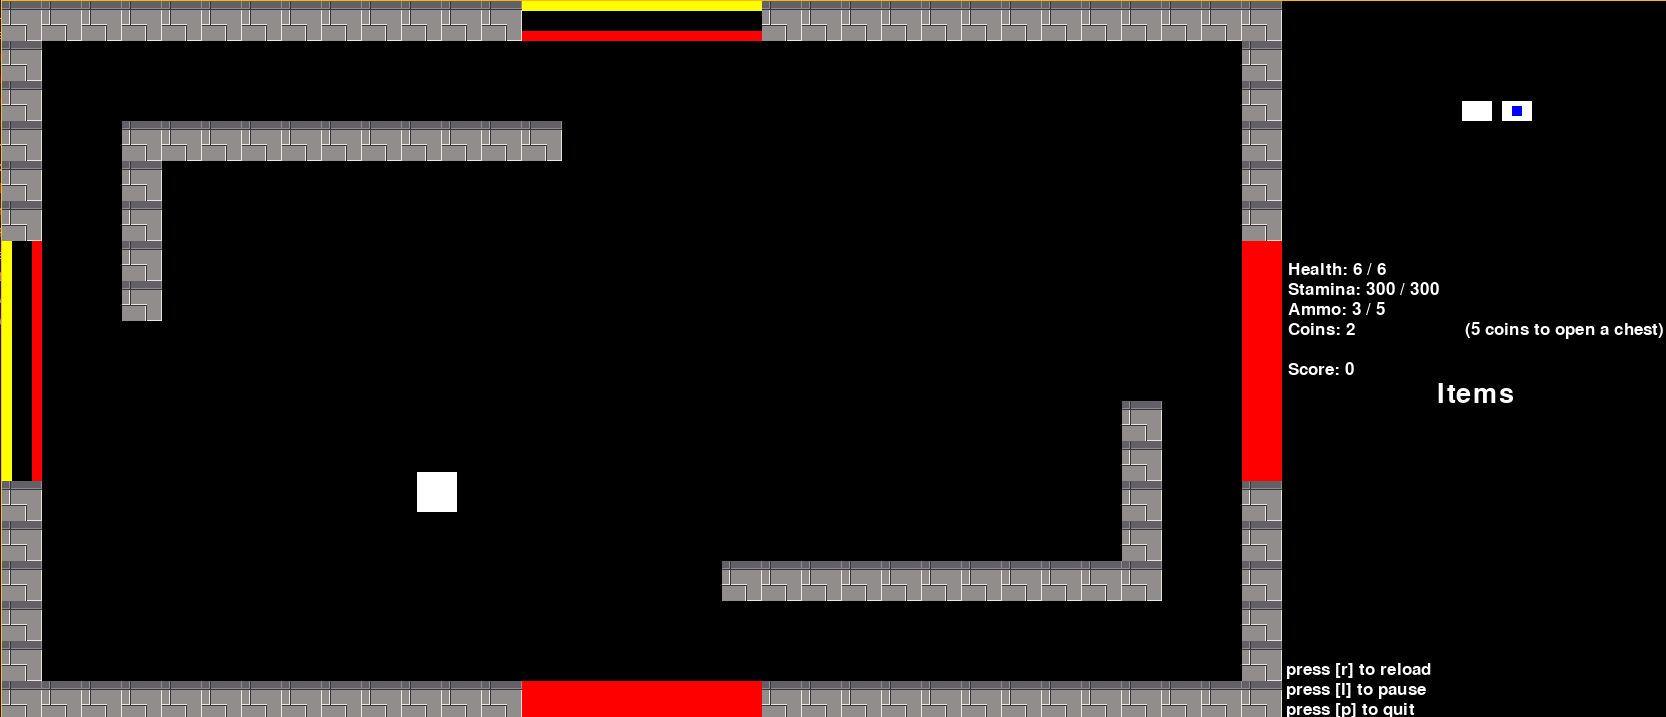 Health: 6 / 6
Stamina: 300 / 300
Ammo: 3 / 5
Coins: 2 (5 coins to open a chest)
Score: 0
Items
press [r] to reload
press [l] to pause
press [p] to quit